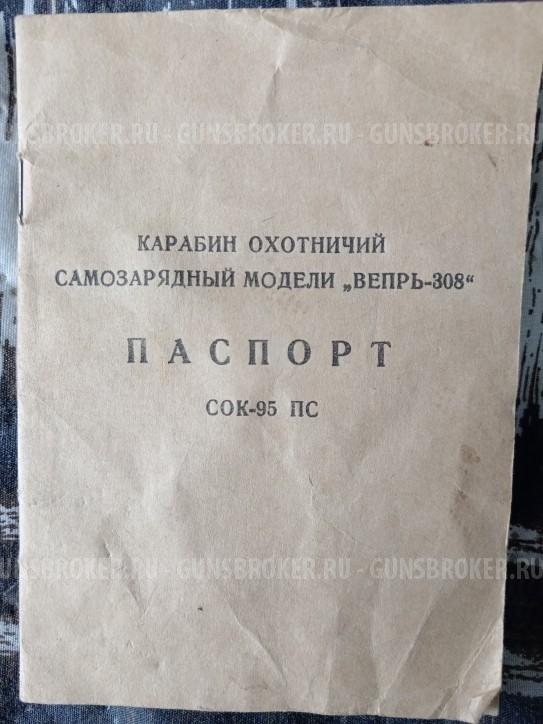 GUNSBROKER.RU - GUNSBROKER.RU - GUNSBROKER.RU
КАРАБИН ОХОТНИЧИЙ
САМОЗАРЯДНЫЙ МОДЕЛИ „ВЕПРЬ-308“
ПАСПОРТ
СОК-95 ПС
GUNSBROKER.RU - GUNSBROKER.RU - GUNSBROKER.RU